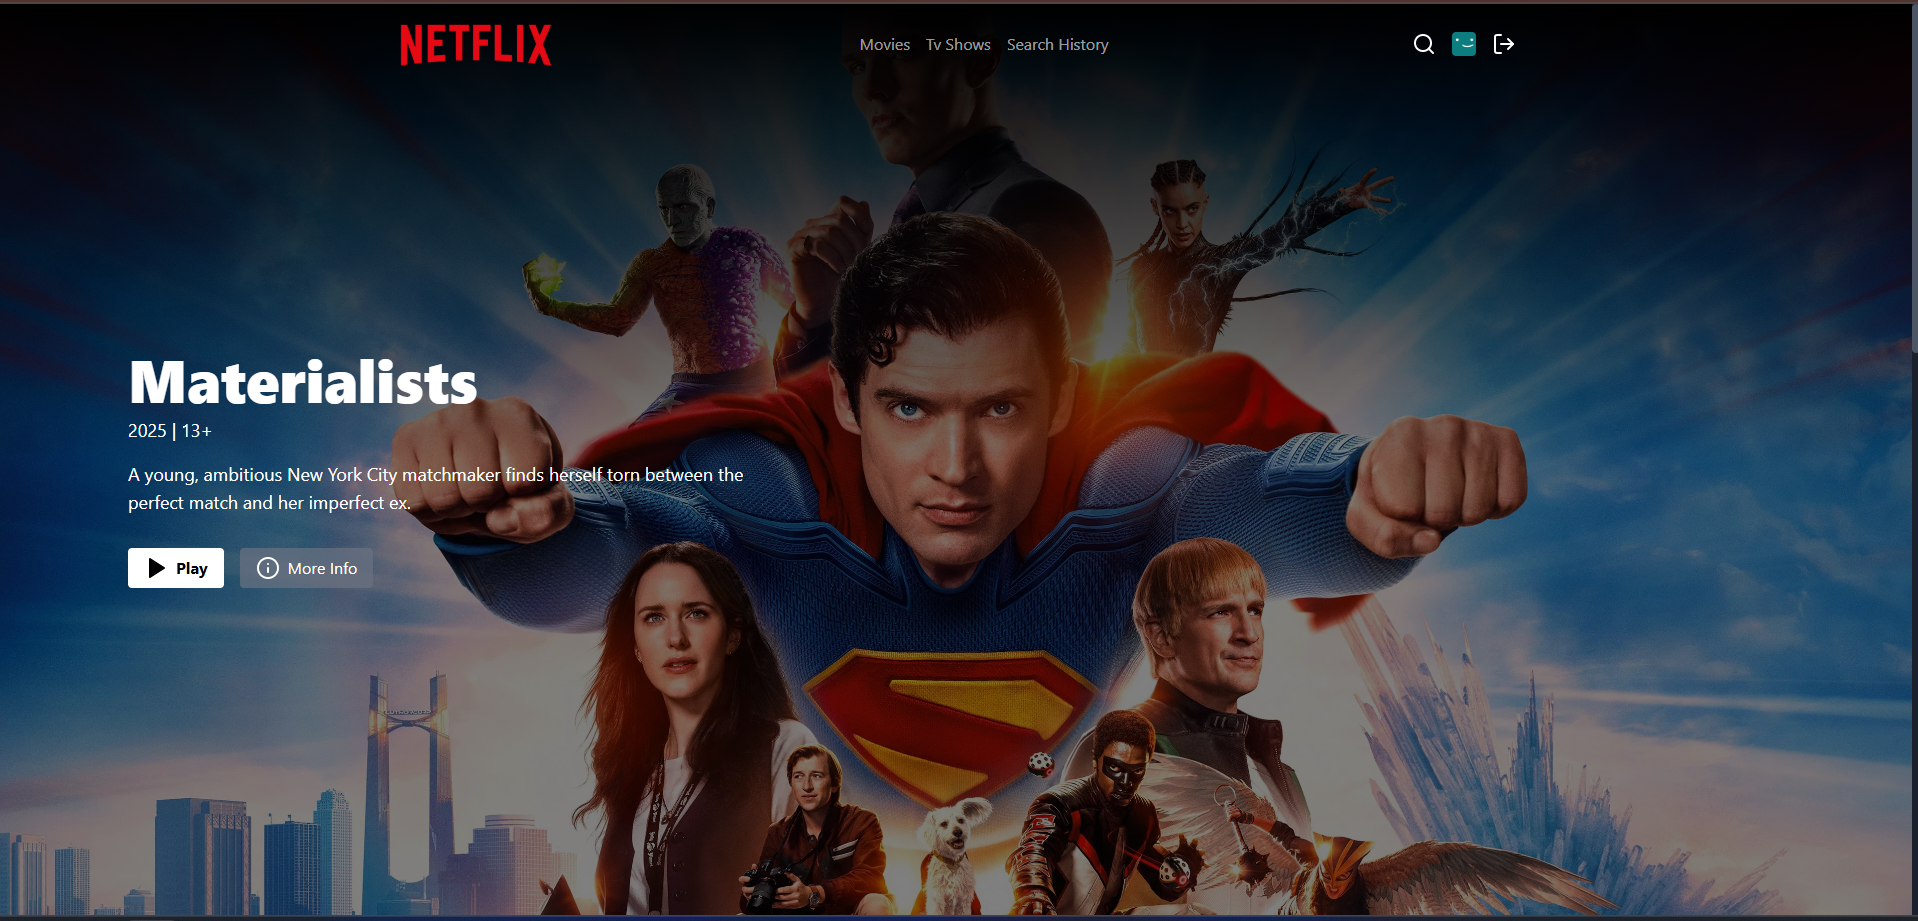 NETFLIX
Movies Tv Shows Search History
Materialists
2025 | 13+
A young, ambitious New York City matchmaker finds herself torn between the
perfect match and her imperfect ex.
Play More Info